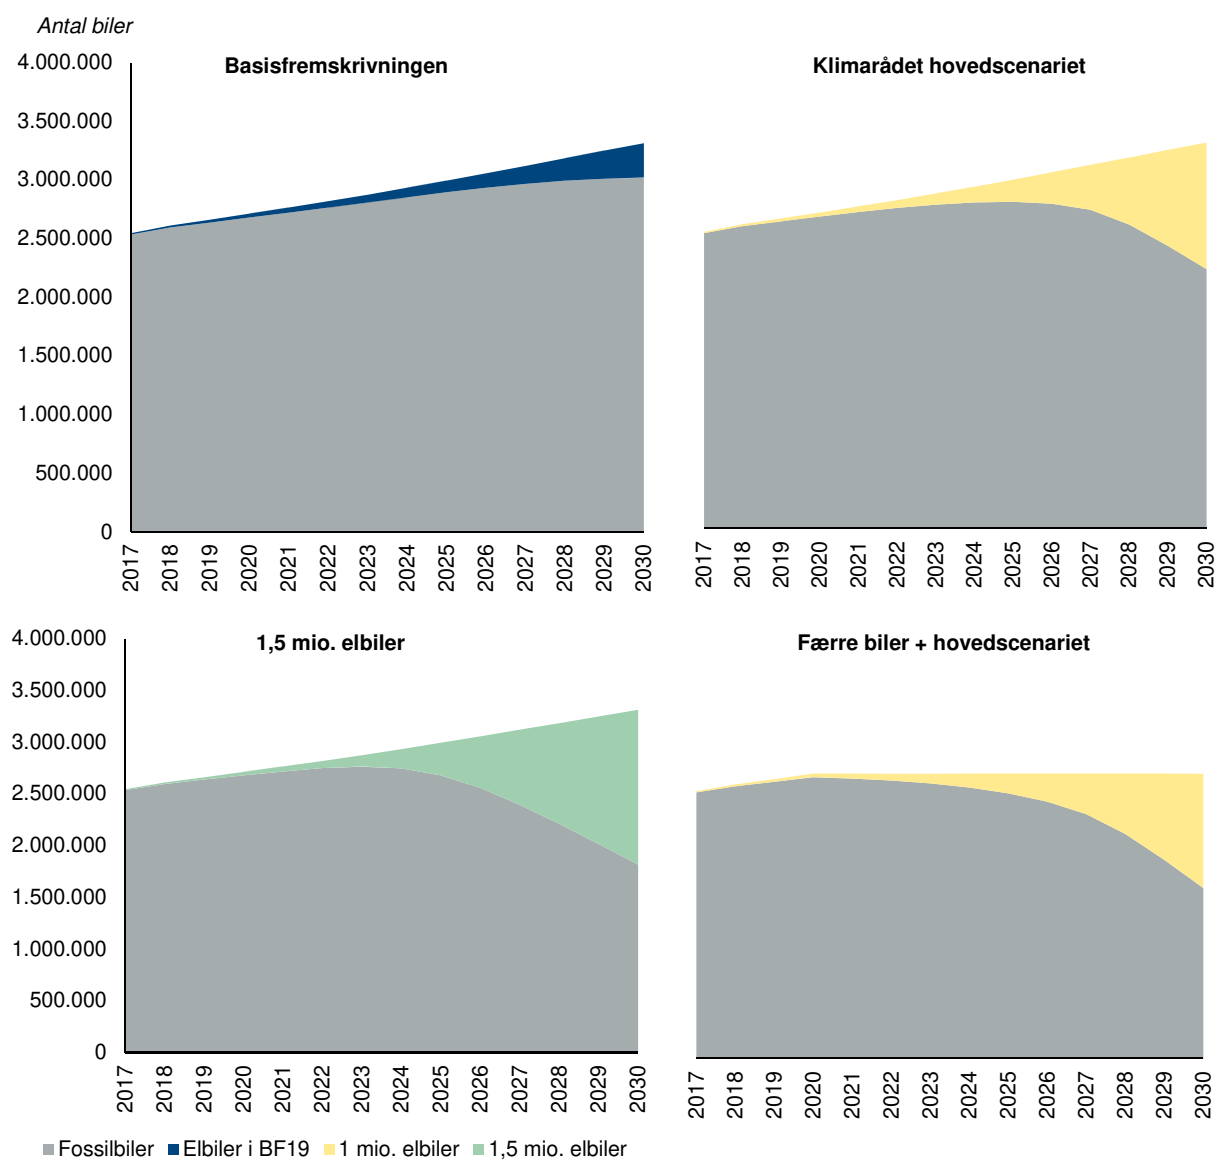 Antal biler
Basisfremskrivningen
4.000.000
3.500.000
3.000.000
2.500.000
2.000.000
1.500.000
1.000.000
500.000
0
2017 2018 2019 2020 2021 2022 2023 2024 2025 2026 2027 2028 2029 2030
Klimarådet hovedscenariet
2017 2018 2019 2020 2021 2022 2023 2024 2025 2026 2027 2028 2029 2030
1,5 mio. elbiler
4.000.000
3.500.000
3.000.000
2.500.000
2.000.000
1.500.000
1.000.000
500.000
0
2017 2018 2019 2020 2021 2022 2023 2024 2025 2026 2027 2028 2029 2030
Færre biler + hovedscenariet
2017 2018 2019 2020 2021 2022 2023 2024 2025 2026 2027 2028 2029 2030
Fossilbiler Elbiler i BF19 1 mio. elbiler 1,5 mio. elbiler